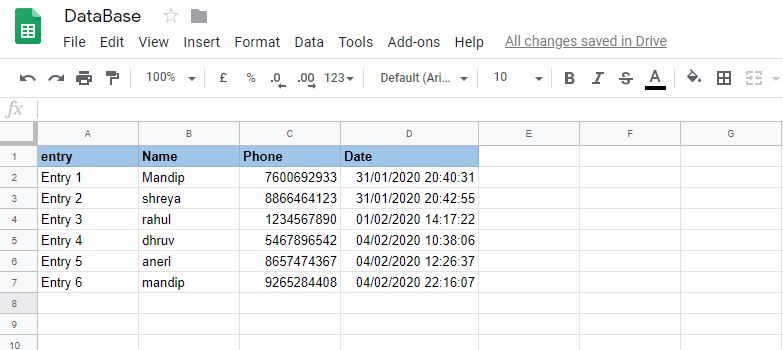 DataBase
File Edit View Insert Format Data Tools Add-ons Help All changes saved in Drive
100% £ % .0 .00 123 Default (Ari... 10 B I S A
fx
A B C D E F G
1 entry Name Phone Date
2 Entry 1 Mandip 7600692933 31/01/2020 20:40:31
3 Entry 2 shreya 8866464123 31/01/2020 20:42:55
4 Entry 3 rahul 1234567890 01/02/2020 14:17:22
5 Entry 4 dhruv 5467896542 04/02/2020 10:38:06
6 Entry 5 aneri 8657474367 04/02/2020 12:26:37
7 Entry 6 mandip 9265284408 04/02/2020 22:16:07
8
9
10